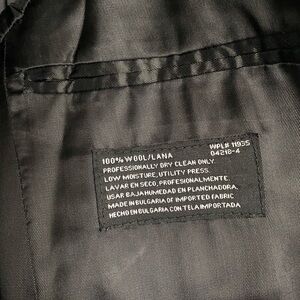 WPL# 11935
100% WOOL/LANA 04218-4
PROFESSIONALLY DRY CLEAN ONLY.
LOW MOISTURE, UTILITY PRESS.
LAVAR EN SECO, PROFESIONALMENTE.
USAR BAJA HUMEDAD EN PLANCHADORA.
MADE IN BULGARIA OF IMPORTED FABRIC
HECHO EN BULGARIA CON TELA IMPORTADA